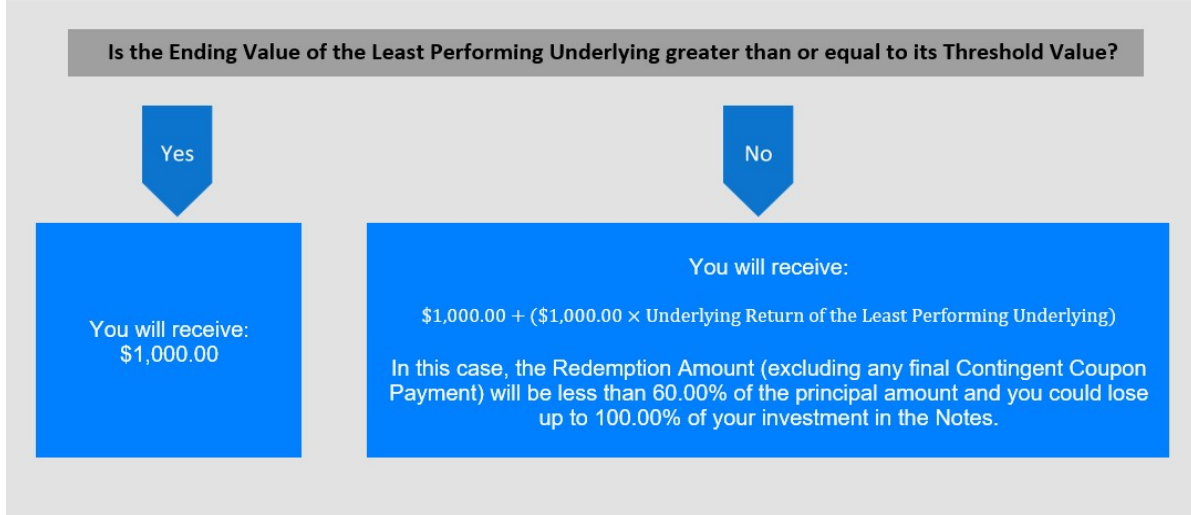 Is the Ending Value of the Least Performing Underlying greater than or equal to its Threshold Value?
Yes
No
You will receive:
$1,000.00
You will receive:
$1,000.00 + ($1,000.00 × Underlying Return of the Least Performing Underlying)
In this case, the Redemption Amount (excluding any final Contingent Coupon
Payment) will be less than 60.00% of the principal amount and you could lose
up to 100.00% of your investment in the Notes.